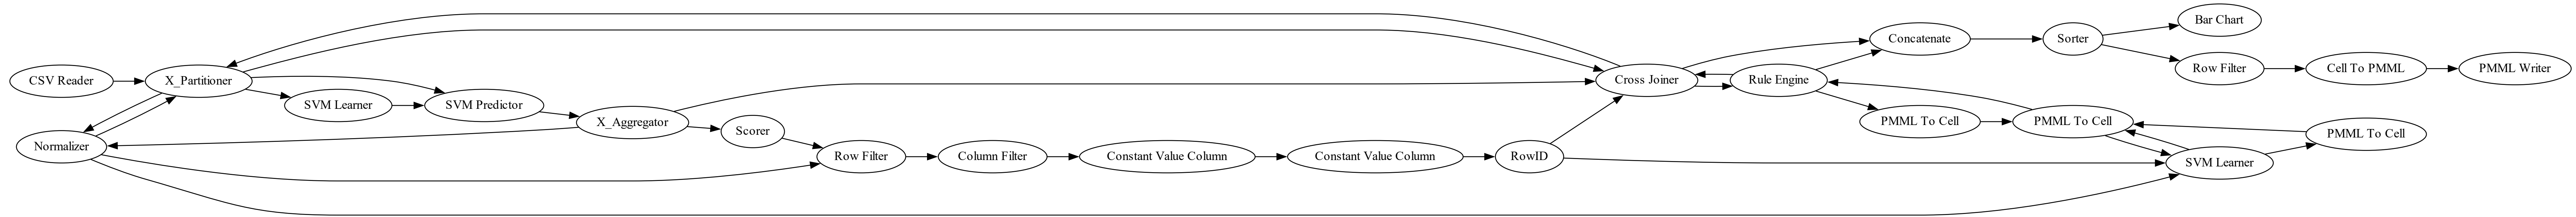 CSV Reader
X_Partitioner
Normalizer
SVM Learner
SVM Predictor
X_Aggregator
Scorer
Row Filter
Column Filter
Constant Value Column
Constant Value Column
RowID
Cross Joiner
Rule Engine
Concatenate
Sorter
Bar Chart
Row Filter
Cell To PMML
PMML Writer
PMML To Cell
PMML To Cell
SVM Learner
PMML To Cell